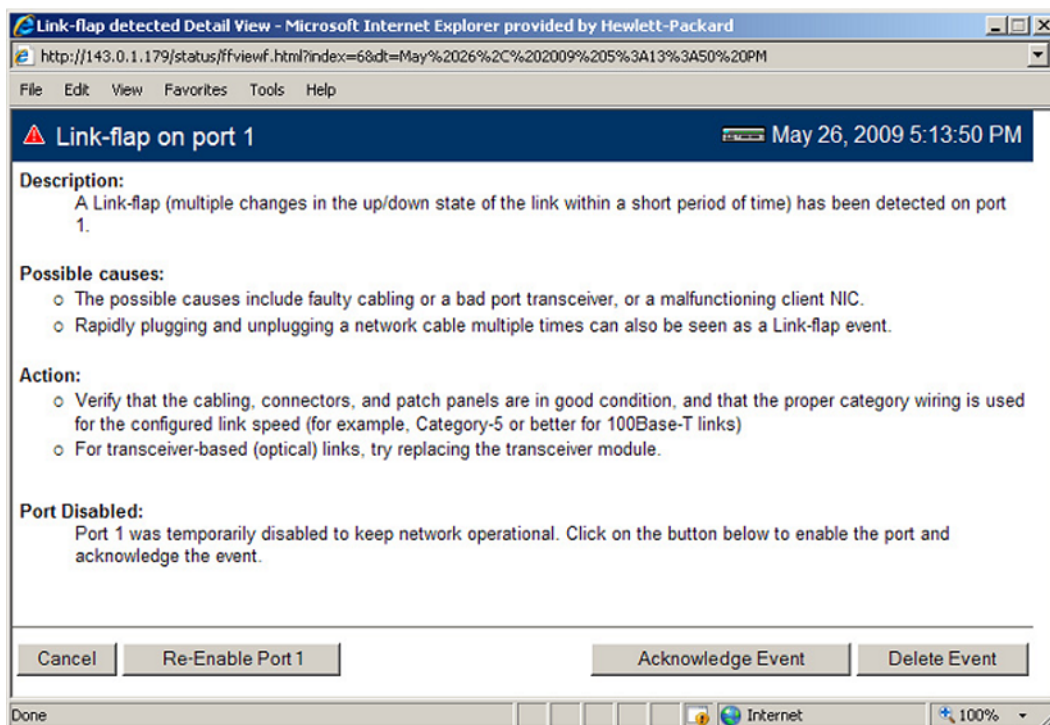 Link-flap detected Detail View - Microsoft Internet Explorer provided by Hewlett-Packard
http://143.0.1.179/status/ffviewf.html?index=6&dt=May%2026%2C%202009%205%3A13%3A50%20PM
File Edit View Favorites Tools Help
Link-flap on port 1 May 26, 2009 5:13:50 PM
Description:
A Link-flap (multiple changes in the up/down state of the link within a short period of time) has been detected on port
1.
Possible causes:
o The possible causes include faulty cabling or a bad port transceiver, or a malfunctioning client NIC.
o Rapidly plugging and unplugging a network cable multiple times can also be seen as a Link-flap event.
Action:
o Verify that the cabling, connectors, and patch panels are in good condition, and that the proper category wiring is used
for the configured link speed (for example, Category-5 or better for 100Base-T links)
o For transceiver-based (optical) links, try replacing the transceiver module.
Port Disabled:
Port 1 was temporarily disabled to keep network operational. Click on the button below to enable the port and
acknowledge the event.
Cancel Re-Enable Port 1 Acknowledge Event Delete Event
Done Internet 100%